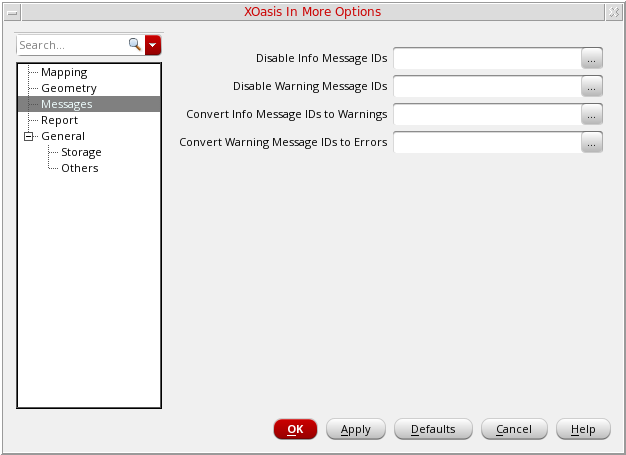 XOasis In More Options
Search...
Mapping
Geometry
Messages
Report
General
Storage
Others
Disable Info Message IDs
...
Disable Warning Message IDs
...
Convert Info Message IDs to Warnings
...
Convert Warning Message IDs to Errors
...
OK Apply Defaults Cancel Help